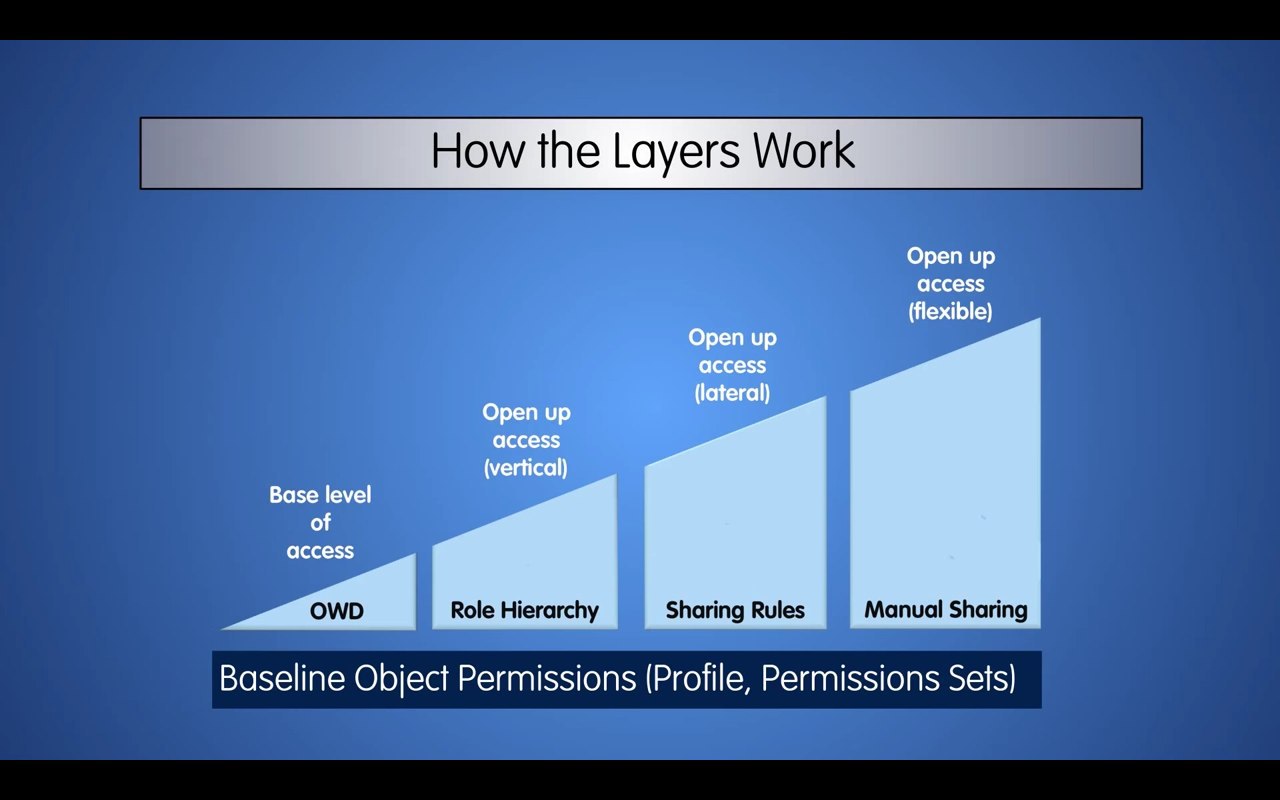 How the Layers Work
Open up
access
(flexible)
Open up
access
(lateral)
Open up
access
(vertical)
Base level
of
access
OWD
Role Hierarchy
Sharing Rules
Manual Sharing
Baseline Object Permissions (Profile, Permissions Sets)